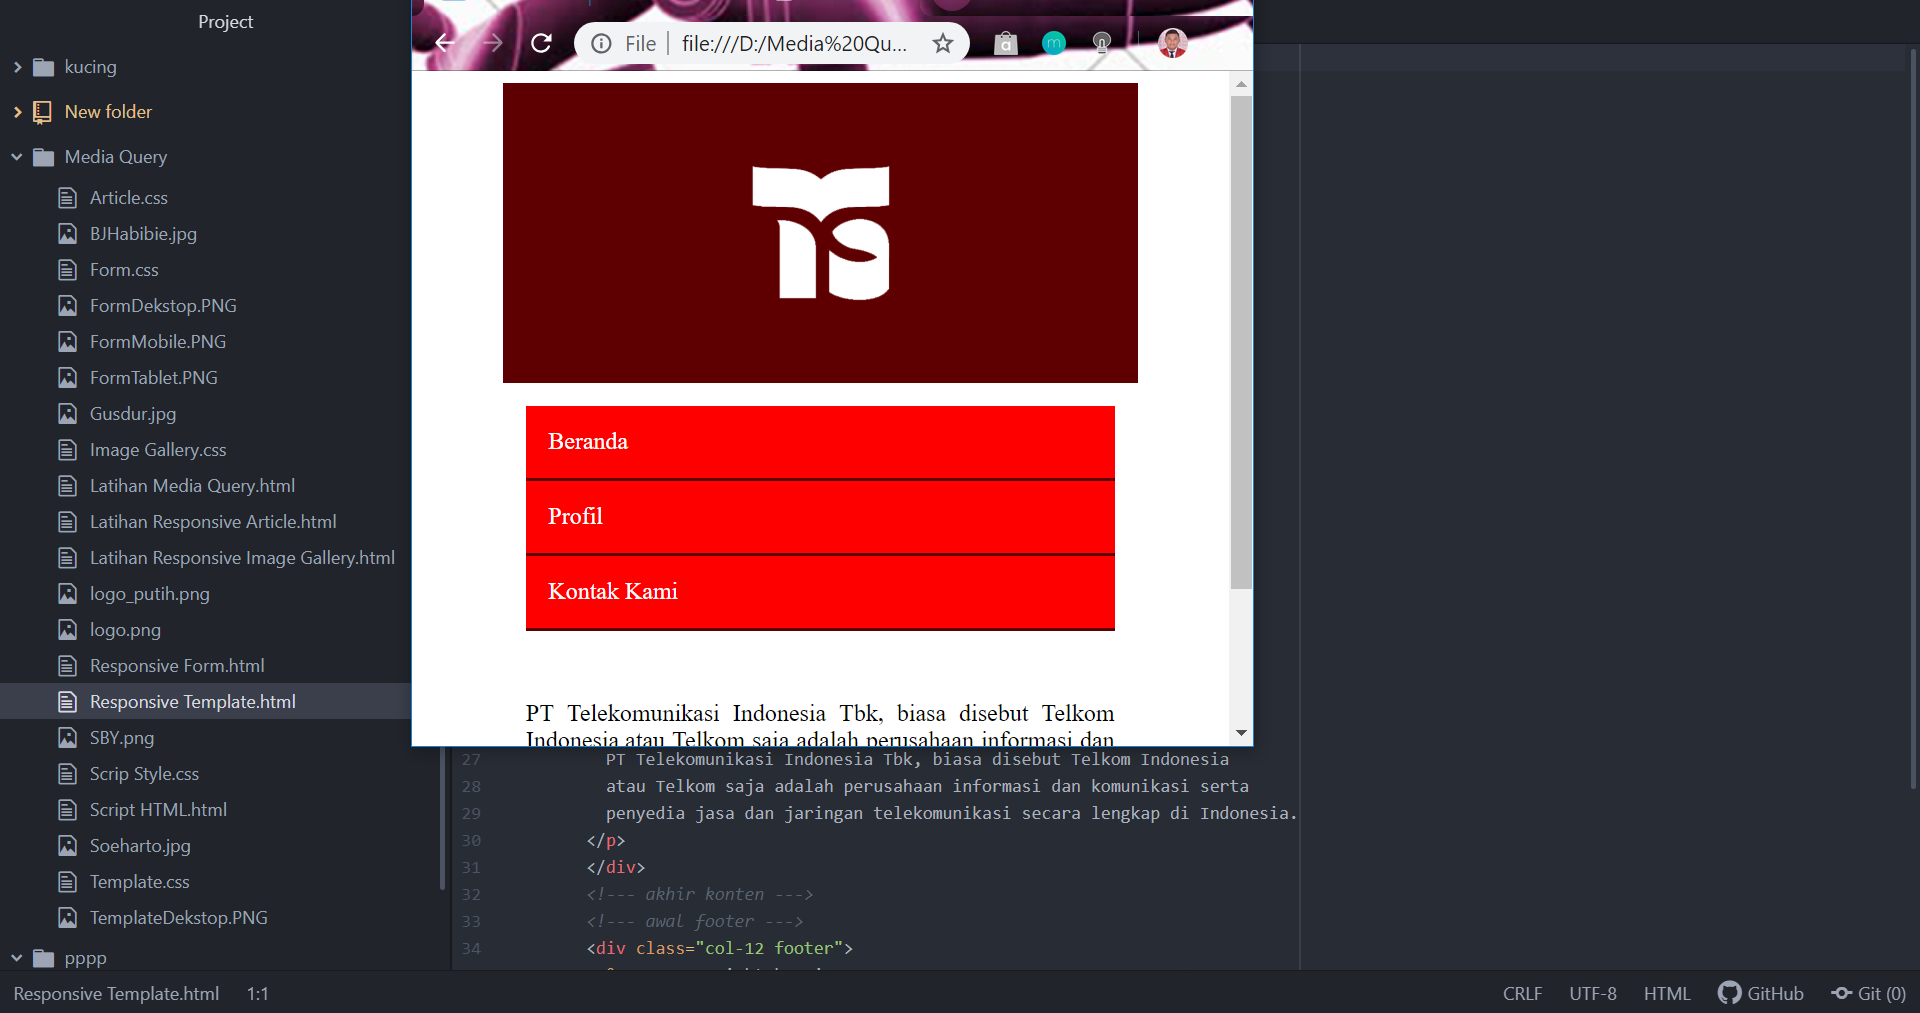 Project
kucing
New folder
Media Query
Article.css
BJHabibie.jpg
Form.css
FormDekstop.PNG
FormMobile.PNG
FormTablet.PNG
Gusdur.jpg
Image Gallery.css
Latihan Media Query.html
Latihan Responsive Article.html
Latihan Responsive Image Gallery.html
logo_putih.png
logo.png
Responsive Form.html
Responsive Template.html
SBY.png
Scrip Style.css
Script HTML.html
Soeharto.jpg
Template.css
TemplateDekstop.PNG
pppp
File file:///D:/Media%20Qu...
a
m
Beranda
Profil
Kontak Kami
PT Telekomunikasi Indonesia Tbk, biasa disebut Telkom
Indonesia atau Telkom saja adalah perusahaan informasi dan
27 PT Telekomunikasi Indonesia Tbk, biasa disebut Telkom Indonesia
28 atau Telkom saja adalah perusahaan informasi dan komunikasi serta
29 penyedia jasa dan jaringan telekomunikasi secara lengkap di Indonesia.
30 </p>
31 </div>
32 <!--- akhir konten --->
33 <!--- awal footer --->
34 <div class="col-12 footer">
Responsive Template.html 1:1
CRLF UTF-8 HTML GitHub Git (0)